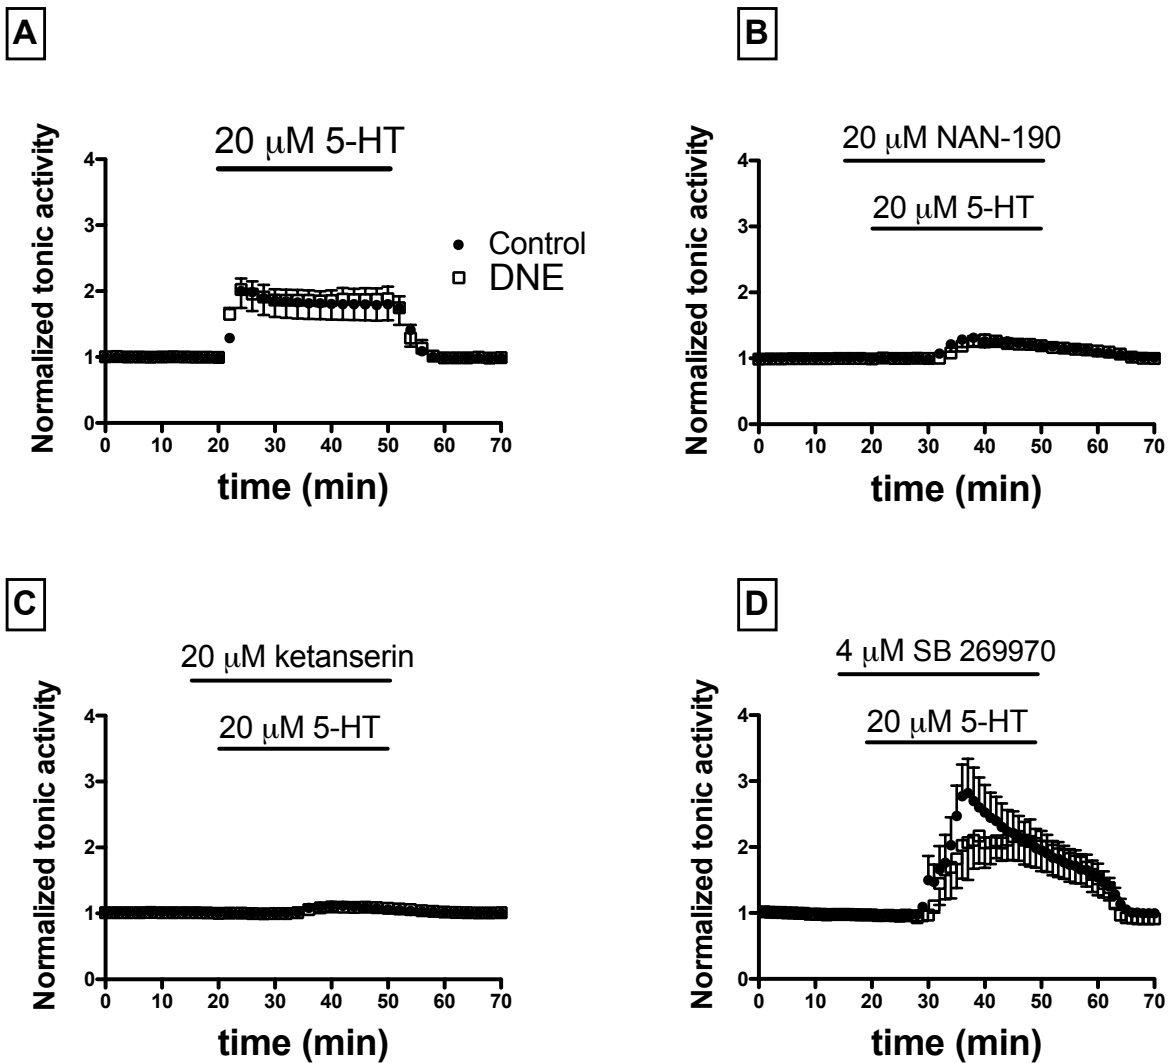 A
20 μM 5-HT
Normalized tonic activity
4
3
2
1
0
Control
DNE
0 10 20 30 40 50 60 70
time (min)
B
20 μM NAN-190
20 μM 5-HT
Normalized tonic activity
4
3
2
1
0
0 10 20 30 40 50 60 70
time (min)
C
20 μM ketanserin
20 μM 5-HT
Normalized tonic activity
4
3
2
1
0
0 10 20 30 40 50 60 70
time (min)
D
4 μM SB 269970
20 μM 5-HT
Normalized tonic activity
4
3
2
1
0
0 10 20 30 40 50 60 70
time (min)